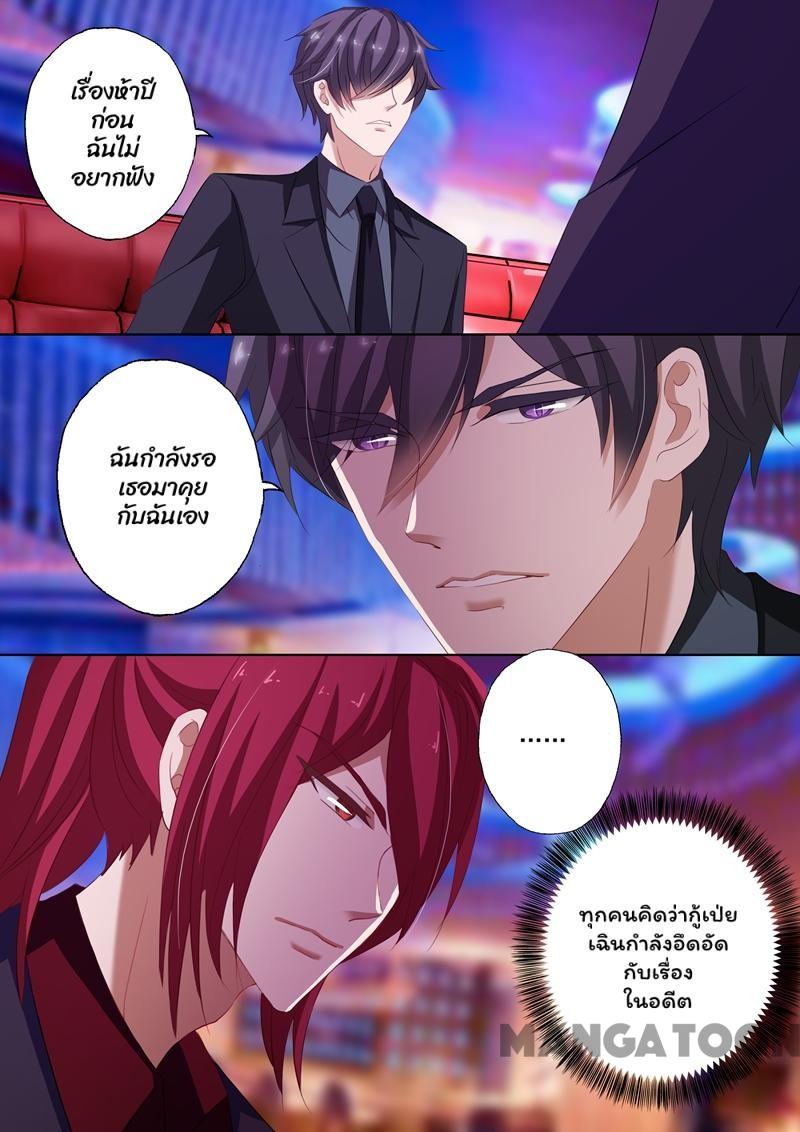 เรื่องห้าปี
ก่อน
ฉันไม่
อยากฟัง
ฉันกำลังรอ
เธอมาคุย
กับฉันเอง
......
ทุกคนคิดว่ากู้เป่ย
เฉินกำลังอึดอัด
กับเรื่อง
ในอดีต
MANGATOON